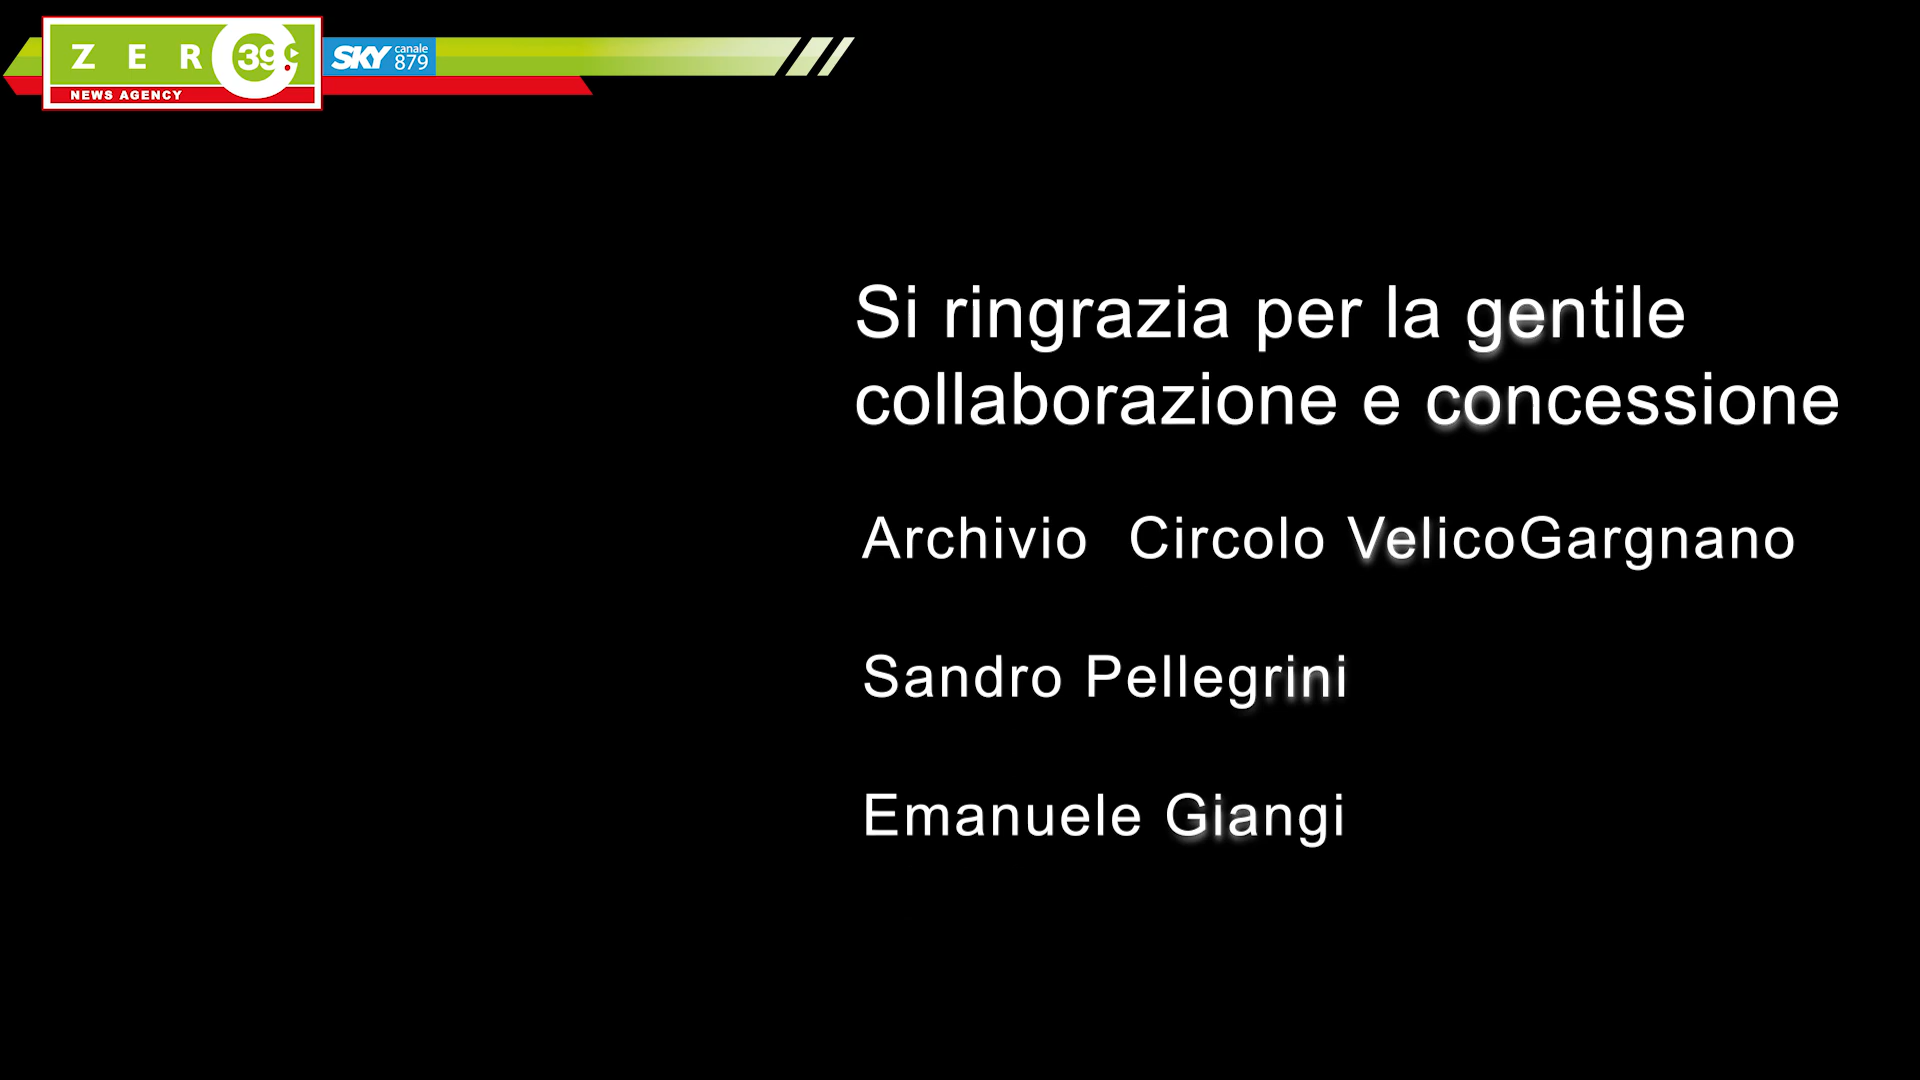 ZERO 39
NEWS AGENCY
SKY canale 879
Si ringrazia per la gentile
collaborazione e concessione
Archivio Circolo VelicoGargnano
Sandro Pellegrini
Emanuele Giangi